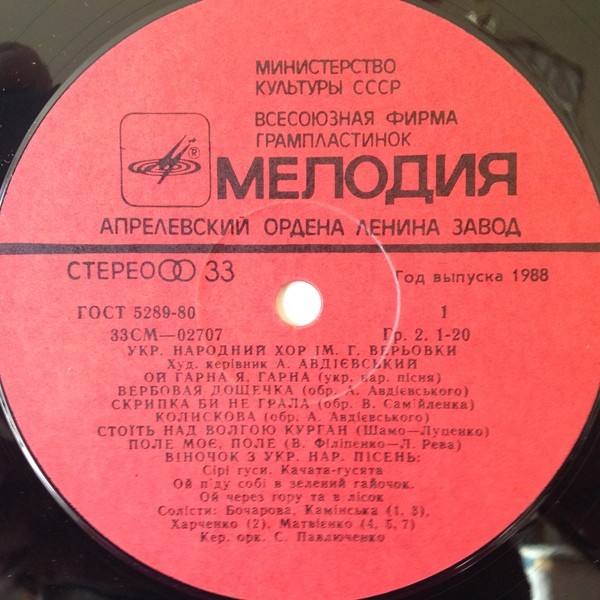 МИНИСТЕРСТВО
КУЛЬТУРЫ СССР
ВСЕСОЮЗНАЯ ФИРМА
ГРАМПЛАСТИНОК
®
МЕЛОДИЯ
АПРЕЛЕВСКИЙ ОРДЕНА ЛЕНИНА ЗАВОД
СТЕРЕО 33 Год выпуска 1988
ГОСТ 5289-80 1
33СМ—02707 Гр. 2. 1-20
УКР. НАРОДНИЙ ХОР ІМ. Г. ВЕРЬОВКИ
Худ. керівник А. АВДІЄВСЬКИЙ
ОЙ ГАРНА Я, ГАРНА (укр. нар. пісня)
ВЕРБОВАЯ ДОЩЕЧКА (обр. А. Авдієвського)
СКРИПКА БИ НЕ ГРАЛА (обр. В. Самійленка)
КОЛИСКОВА (обр. А. Авдієвського)
СТОЇТЬ НАД ВОЛГОЮ КУРГАН (Шамо—Луценко)
ПОЛЕ МОЄ, ПОЛЕ (В. Філіпенко—Л. Рева)
ВІНОЧОК З УКР. НАР. ПІСЕНЬ:
Сірі гуси. Качата-гусята
Ой піду собі в зелений гайочок.
Ой через гору та в лісок
Солісти: Бочарова, Камінська (1, 3),
Харченко (2). Матвієнко (4, 5, 7)
Кер. орк. С. Павлюченко